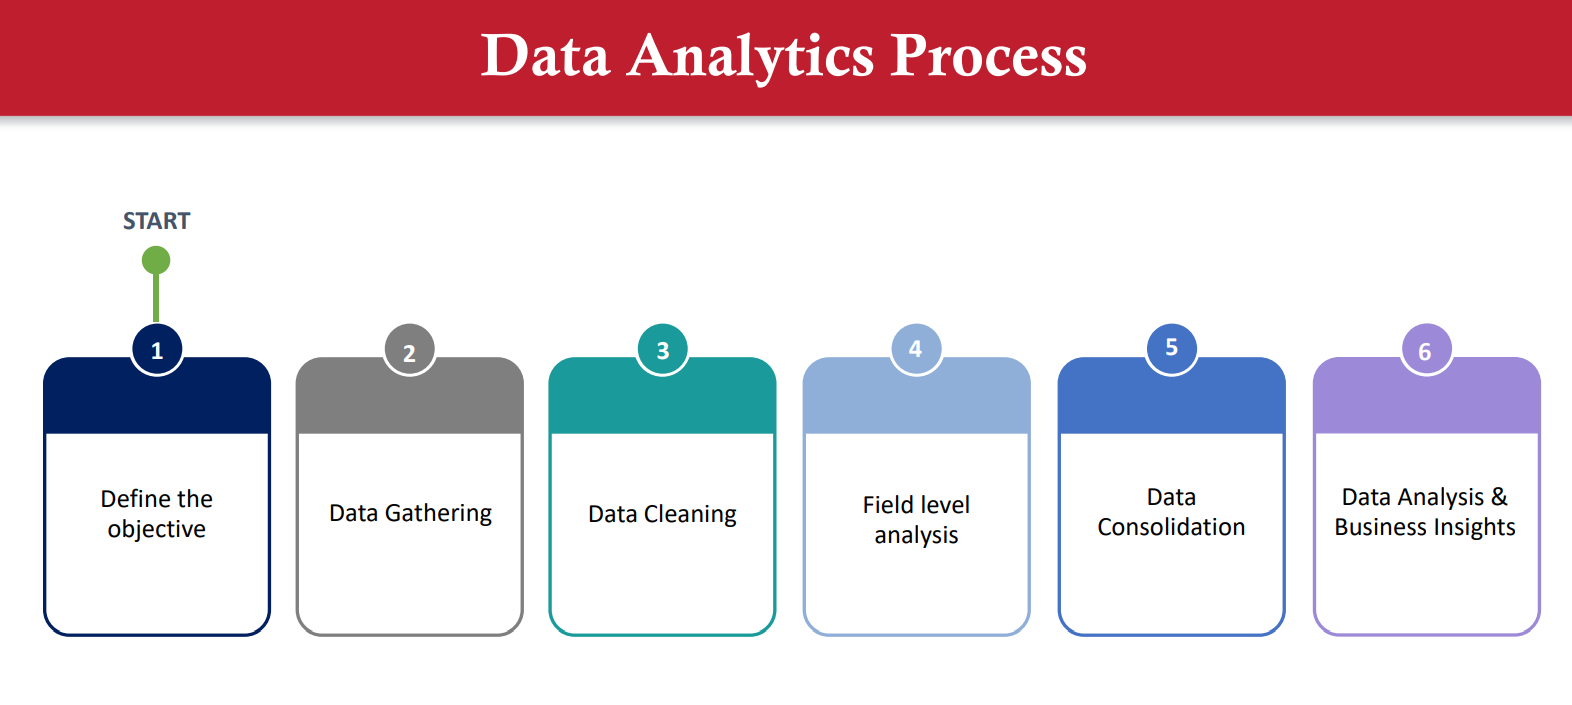 Data Analytics Process
START
1
2
3
4
5
6
Define the
objective
Data Gathering
Data Cleaning
Field level
analysis
Data
Consolidation
Data Analysis &
Business Insights